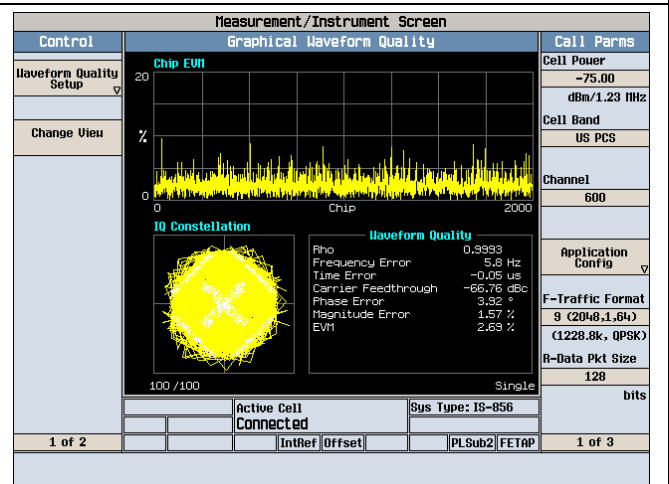 Measurement/Instrument Screen
Control
Graphical Waveform Quality
Call Parms
Waveform Quality
Setup
Change View
1 of 2
Chip EVM
20
%
0
0
Chip
2000
IQ Constellation
Waveform Quality
Rho 0.9993
Frequency Error 5.8 Hz
Time Error -0.05 us
Carrier Feedthrough -66.76 dBc
Phase Error 3.92 °
Magnitude Error 1.57 %
EVM 2.69 %
100 /100
Single
Active Cell
Sys Type: IS-856
Connected
IntRef
Offset
PLSub2
FETAP
Cell Power
-75.00
dBm/1.23 MHz
Cell Band
US PCS
Channel
600
Application
Config
F-Traffic Format
9 (2048,1,64)
(1228.8k, QPSK)
R-Data Pkt Size
128
bits
1 of 3